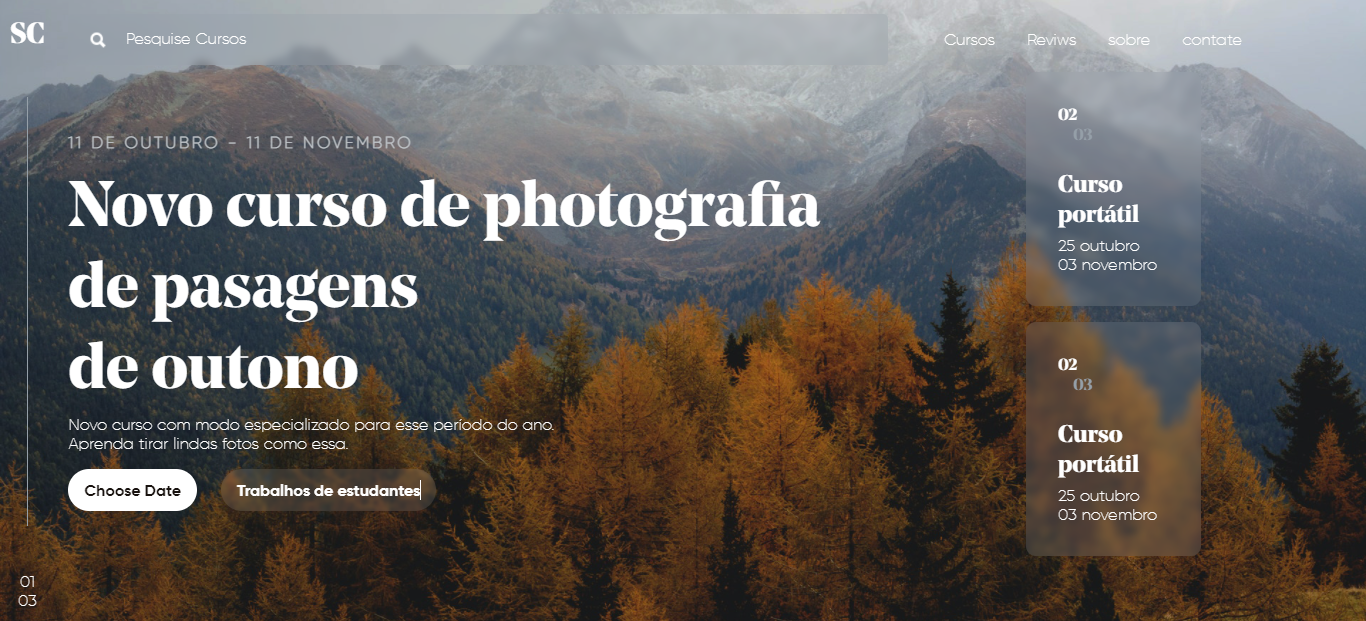 SC
Pesquise Cursos
Cursos
Reviws
sobre
contate
11 DE OUTUBRO - 11 DE NOVEMBRO
Novo curso de photografia
de pasagens
de outono
Novo curso com modo especializado para esse período do ano.
Aprenda tirar lindas fotos como essa.
Choose Date
Trabalhos de estudantes
01
03
02
03
Curso
portátil
25 outubro
03 novembro
02
03
Curso
portátil
25 outubro
03 novembro